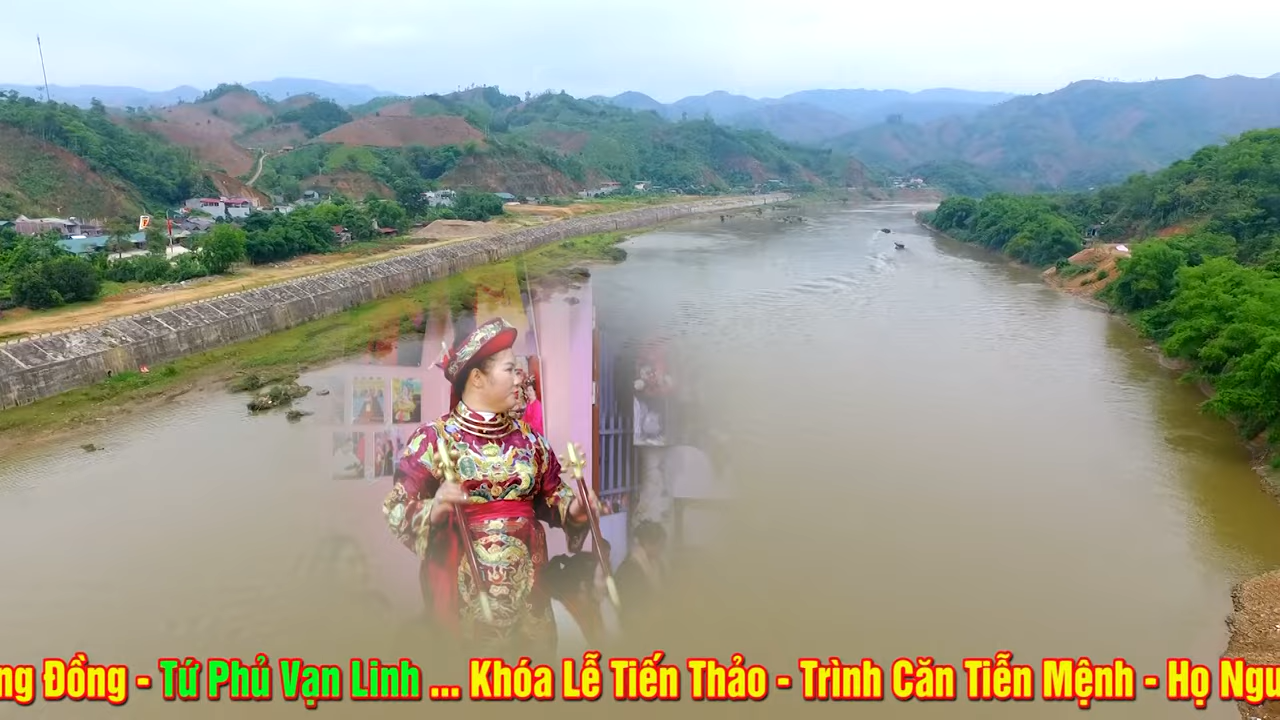 ng Đồng - Tứ Phủ Vạn Linh ... Khóa Lễ Tiến Thảo - Trình Căn Tiễn Mệnh - Họ Ngu